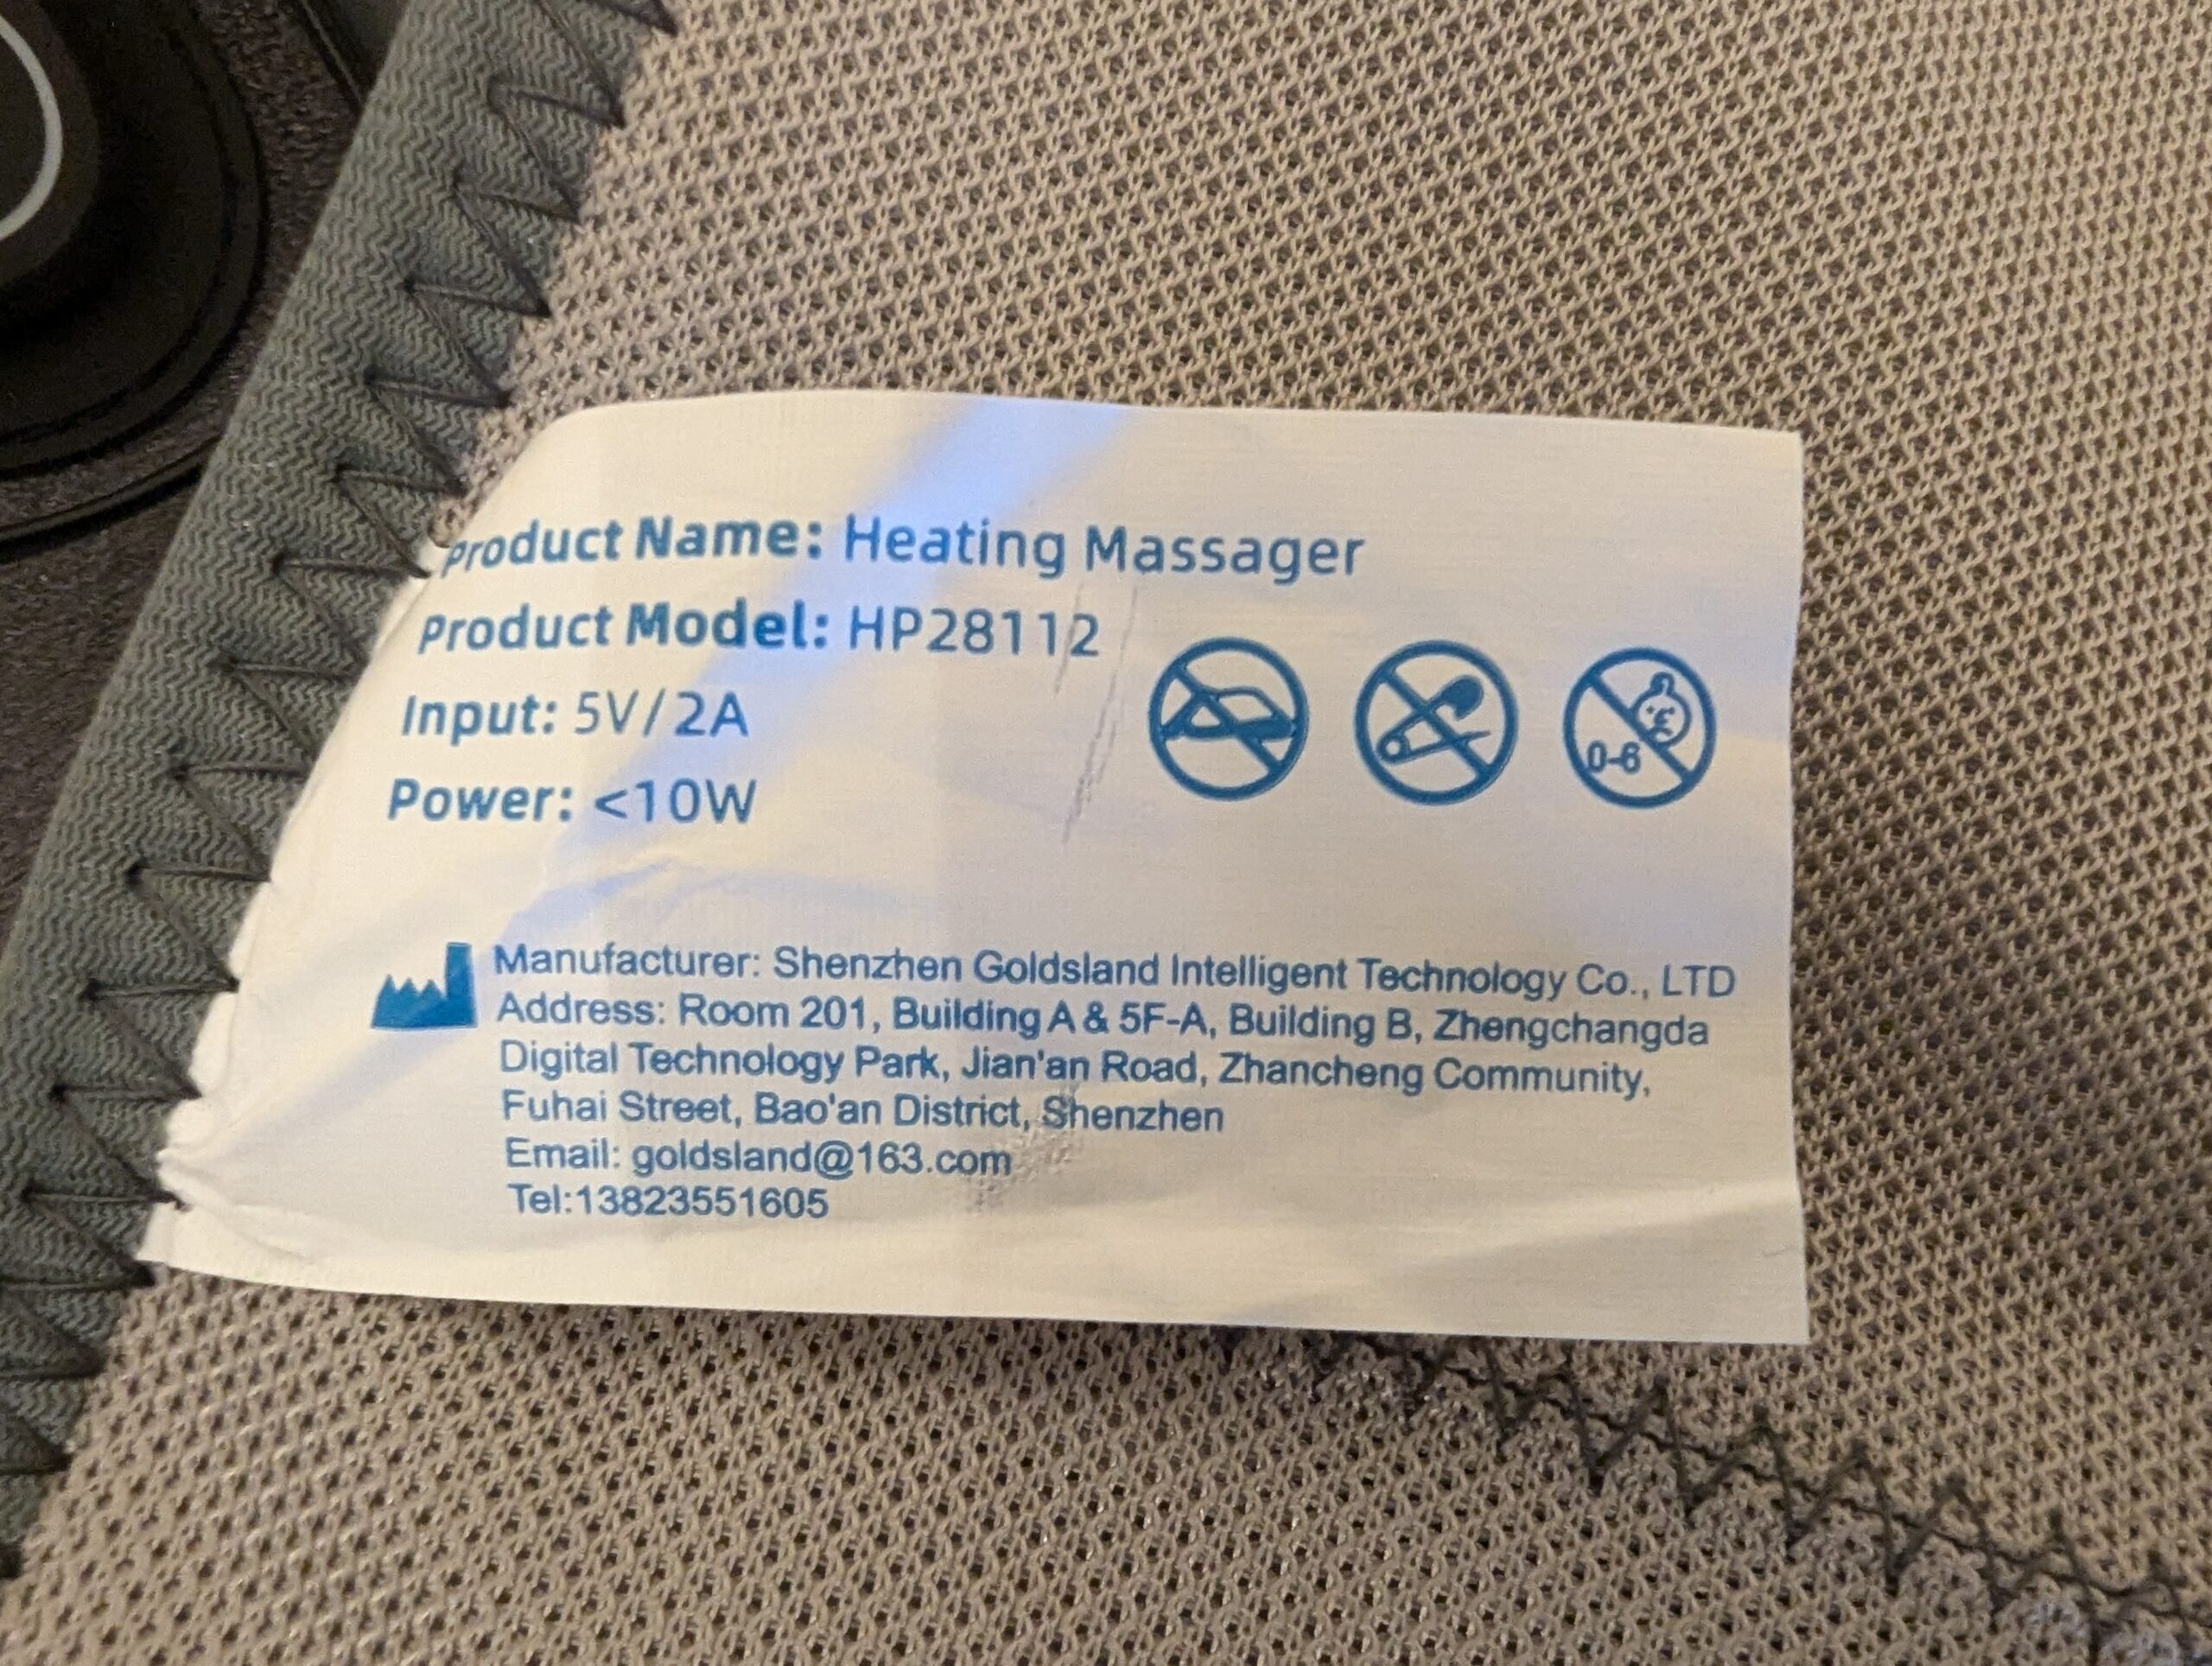 Product Name: Heating Massager
Product Model: HP28112
Input: 5V/2A
Power: <10W
0-6
Manufacturer: Shenzhen Goldsland Intelligent Technology Co., LTD
Address: Room 201, Building A & 5F-A, Building B, Zhengchangda
Digital Technology Park, Jian'an Road, Zhancheng Community,
Fuhai Street, Bao'an District, Shenzhen
Email: goldsland@163.com
Tel:13823551605